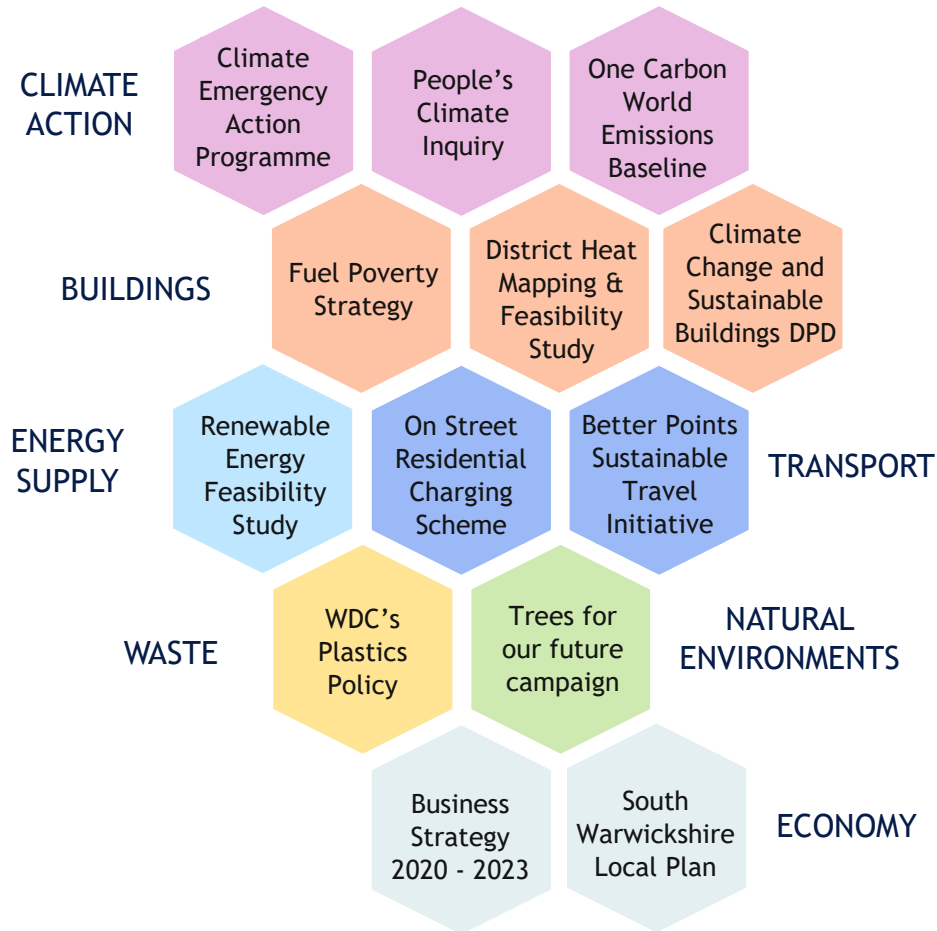 CLIMATE
ACTION
Climate
Emergency
Action
Programme
People’s
Climate
Inquiry
One Carbon
World
Emissions
Baseline
BUILDINGS
Fuel Poverty
Strategy
District Heat
Mapping &
Feasibility
Study
Climate
Change and
Sustainable
Buildings DPD
ENERGY
SUPPLY
Renewable
Energy
Feasibility
Study
On Street
Residential
Charging
Scheme
Better Points
Sustainable
Travel
Initiative
TRANSPORT
WASTE
WDC’s
Plastics
Policy
Trees for
our future
campaign
NATURAL
ENVIRONMENTS
Business
Strategy
2020 - 2023
South
Warwickshire
Local Plan
ECONOMY